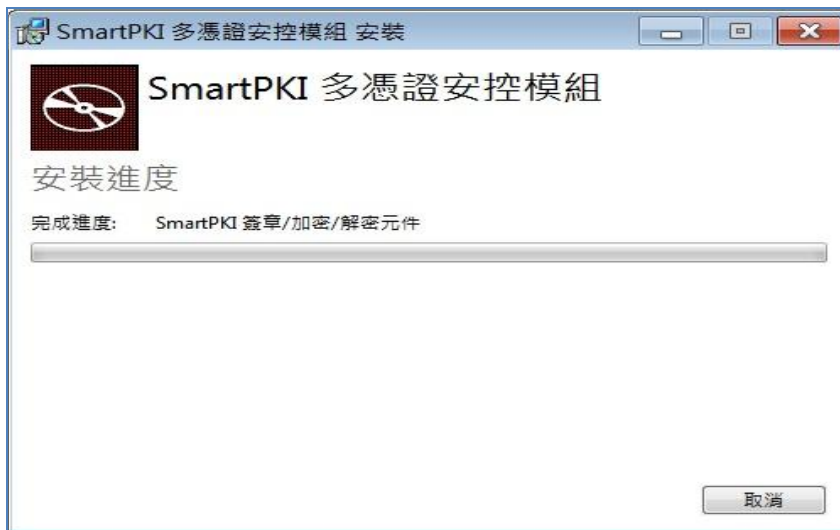 SmartPKI 多憑證安控模組 安裝
SmartPKI 多憑證安控模組
安裝進度
完成進度: SmartPKI 簽章/加密/解密元件
取消